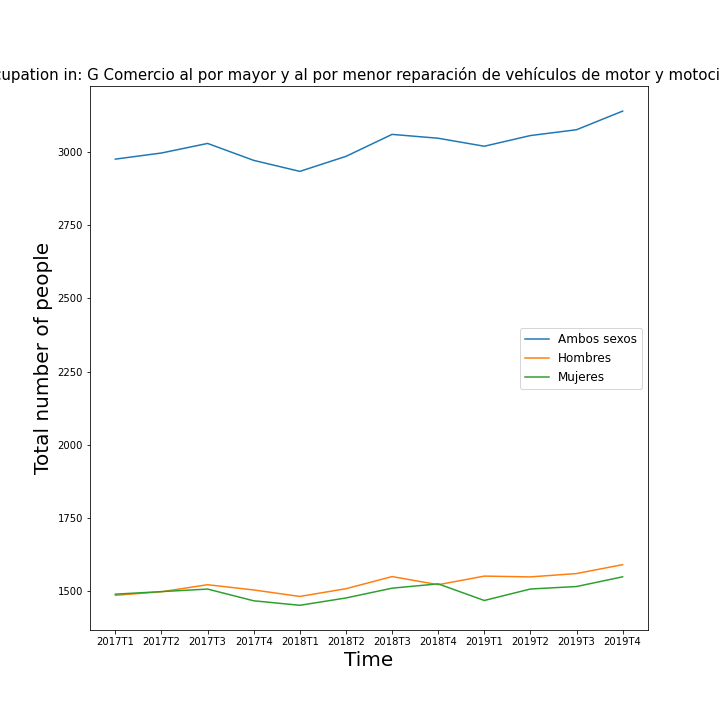 in: G Comercio al por mayor y al por menor reparación de vehículos de motor y
Total number of people
3000
2750
2500
2250
2000
1750
1500
Ambos sexos
Hombres
Mujeres
2017T1 2017T2 2017T3 2017T4 2018T1 2018T2 2018T3 2018T4 2019T1 2019T2 2019T3 2019T4
Time